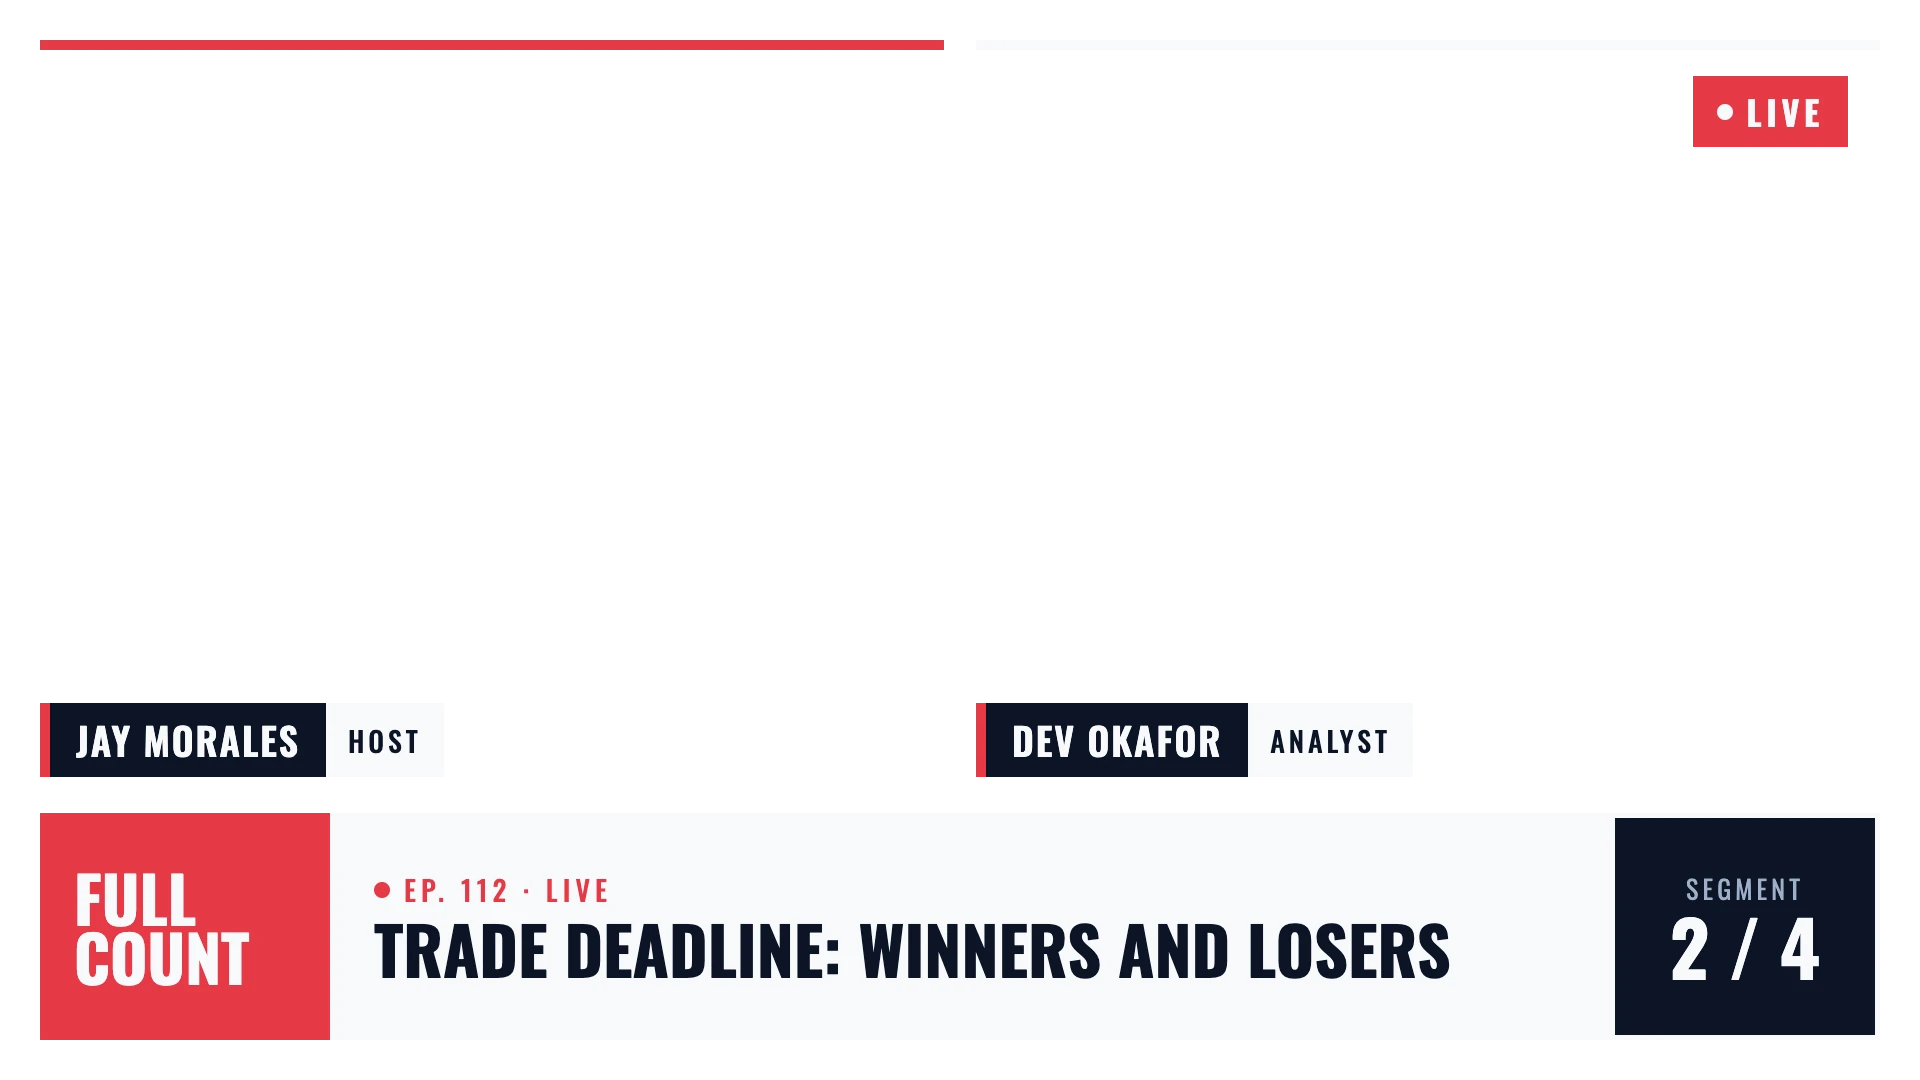 LIVE
JAY MORALES
HOST
DEV OKAFOR
ANALYST
FULL
COUNT
EP. 112 · LIVE
TRADE DEADLINE: WINNERS AND LOSERS
SEGMENT
2 / 4